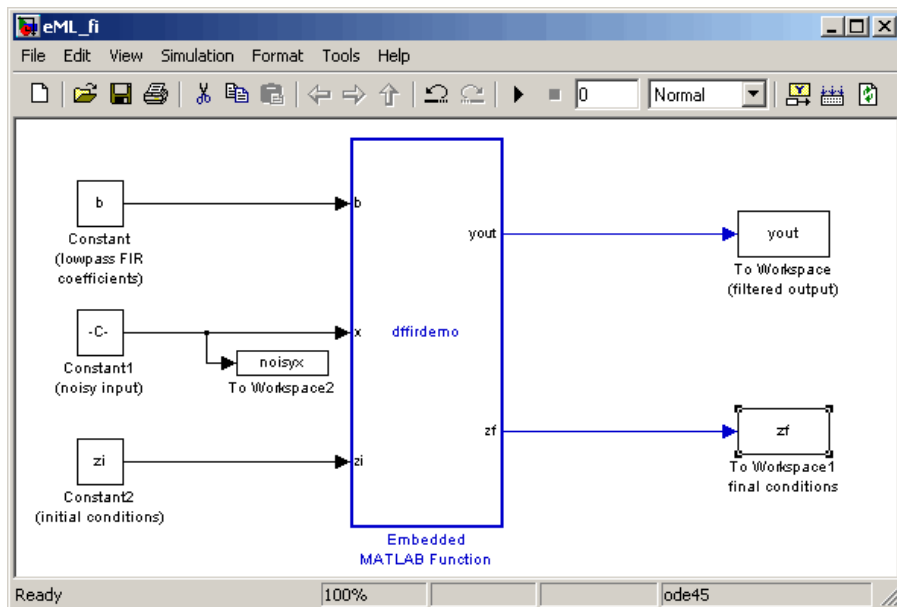 eML_fi
File Edit View Simulation Format Tools Help
0 Normal
b
Constant
(lowpass FIR
coefficients)
-C-
Constant1
(noisy input)
noisyx
To Workspace2
zi
Constant2
(initial conditions)
b
x
zi
dffirdemo
yout
zf
Embedded
MATLAB Function
yout
To Workspace
(filtered output)
zf
To Workspace1
final conditions
Ready 100% ode45